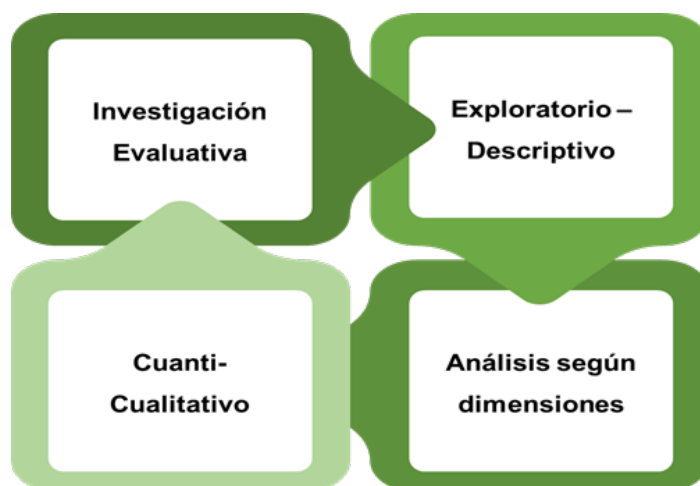 Investigación
Evaluativa
Exploratorio –
Descriptivo
Cuanti-
Cualitativo
Análisis según
dimensiones